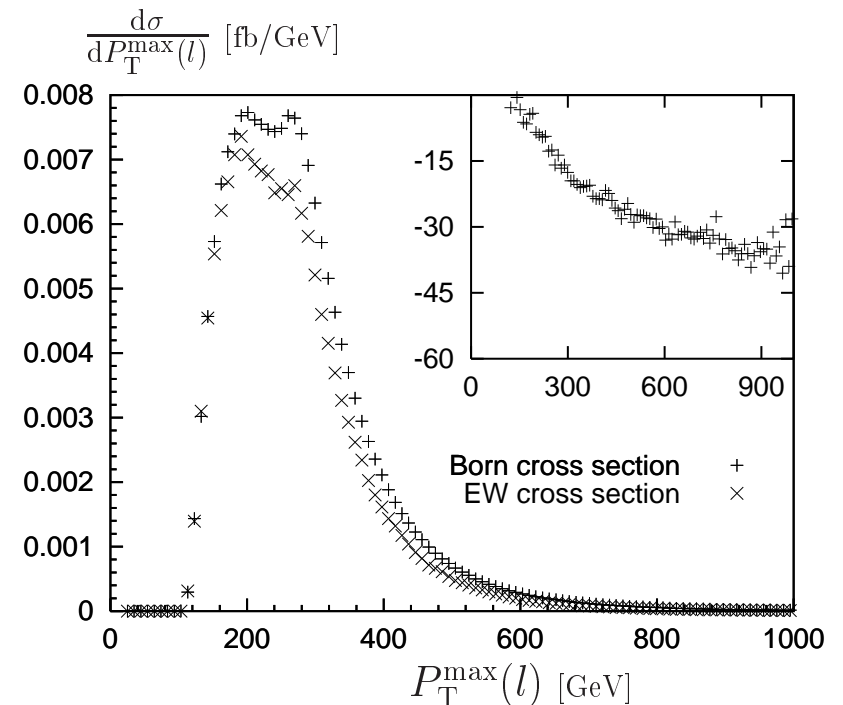 dσ
dP_T^max(l) [fb/GeV]
0.008
0.007
0.006
0.005
0.004
0.003
0.002
0.001
0
0 200 400 600 800 1000
P_T^max(l) [GeV]
-15
-30
-45
-60
0 300 600 900
Born cross section +
EW cross section ×